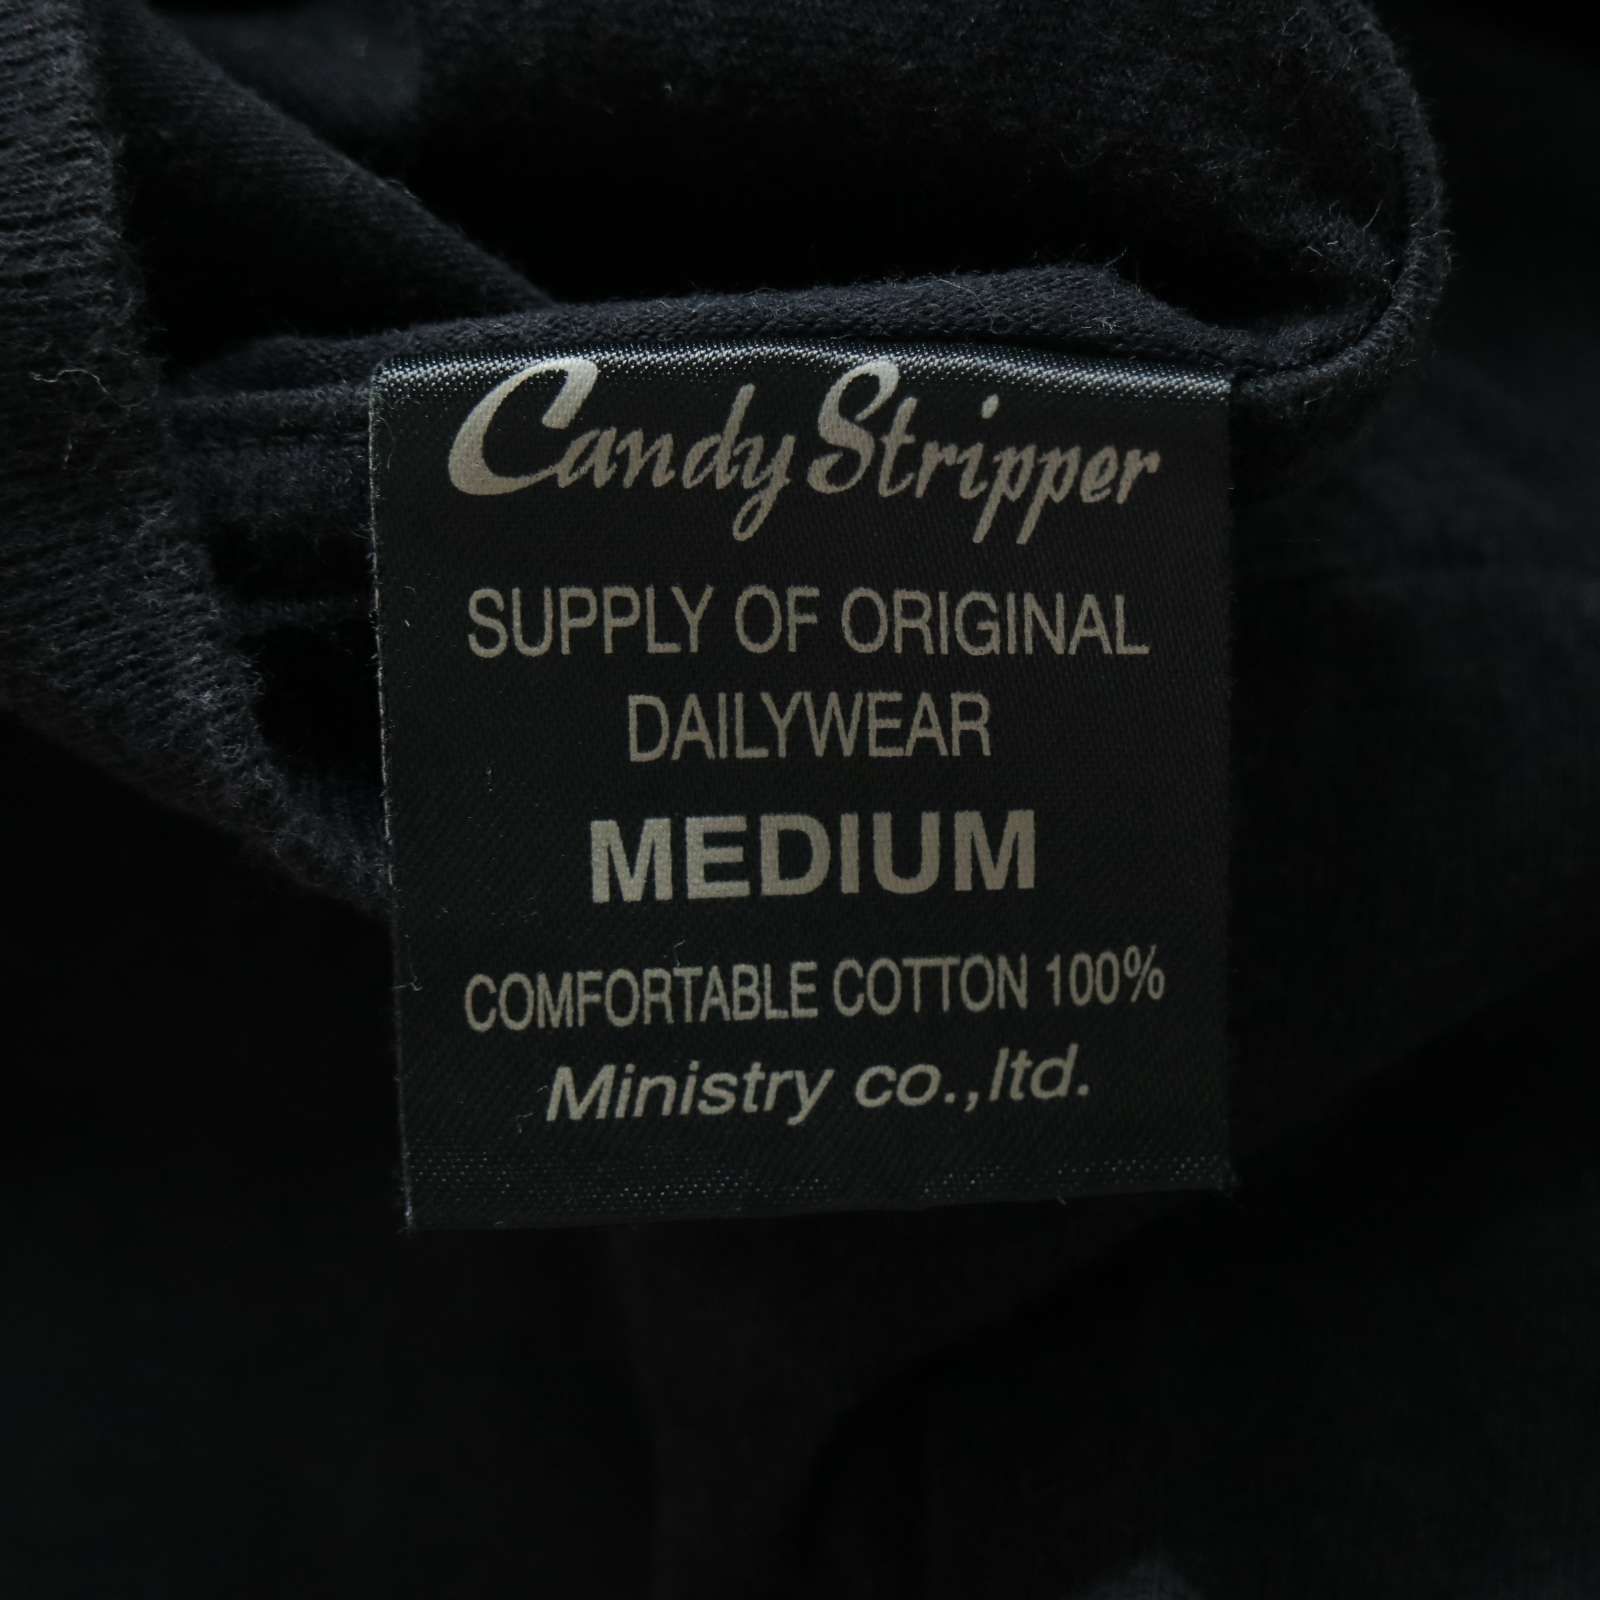 Candy Stripper
SUPPLY OF ORIGINAL
DAILYWEAR
MEDIUM
COMFORTABLE COTTON 100%
Ministry co.,ltd.